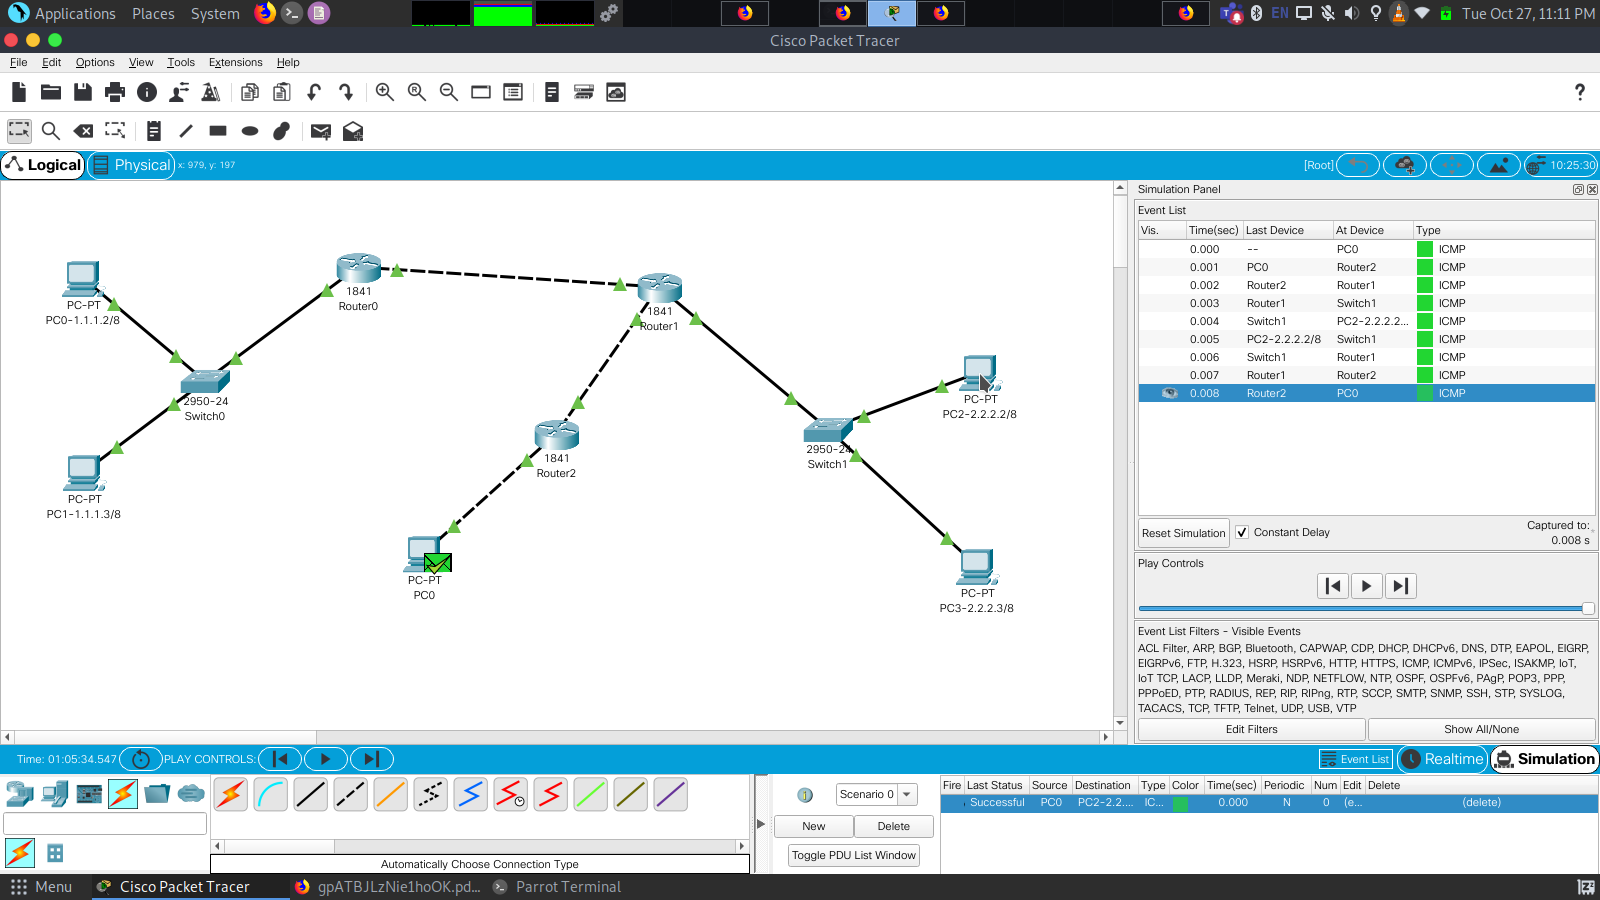 Applications Places System
EN Tue Oct 27, 11:11 PM
Cisco Packet Tracer
File Edit Options View Tools Extensions Help
?
Logical Physical x: 979, y: 197 [Root] 10:25:30
PC-PT
PC0-1.1.1.2/8
1841
Router0
1841
Router1
2950-24
Switch0
PC-PT
PC2-2.2.2.2/8
2950-24
Switch1
1841
Router2
PC-PT
PC1-1.1.1.3/8
PC-PT
PC0
PC-PT
PC3-2.2.2.3/8
Simulation Panel
Event List
Vis. Time(sec) Last Device At Device Type
0.000 -- PC0 ICMP
0.001 PC0 Router2 ICMP
0.002 Router2 Router1 ICMP
0.003 Router1 Switch1 ICMP
0.004 Switch1 PC2-2.2.2.2... ICMP
0.005 PC2-2.2.2.2/8 Switch1 ICMP
0.006 Switch1 Router1 ICMP
0.007 Router1 Router2 ICMP
0.008 Router2 PC0 ICMP
Reset Simulation Constant Delay Captured to:
0.008 s
Play Controls
Event List Filters - Visible Events
ACL Filter, ARP, BGP, Bluetooth, CAPWAP, CDP, DHCP, DHCPv6, DNS, DTP, EAPOL, EIGRP,
EIGRPv6, FTP, H.323, HSRP, HSRPv6, HTTP, HTTPS, ICMP, ICMPv6, IPSec, ISAKMP, IoT,
IoT TCP, LACP, LLDP, Meraki, NDP, NETFLOW, NTP, OSPF, OSPFv6, PAgP, POP3, PPP,
PPPoED, PTP, RADIUS, REP, RIP, RIPng, RTP, SCCP, SMTP, SNMP, SSH, STP, SYSLOG,
TACACS, TCP, TFTP, Telnet, UDP, USB, VTP
Edit Filters Show All/None
Time: 01:05:34.547 PLAY CONTROLS: Event List Realtime Simulation
Automatically Choose Connection Type
Scenario 0
New Delete
Toggle PDU List Window
Fire Last Status Source Destination Type Color Time(sec) Periodic Num Edit Delete
Successful PC0 PC2-2.2.... IC... 0.000 N 0 (e... (delete)
Menu Cisco Packet Tracer gpATBJLzNie1hoOK.pd... Parrot Terminal